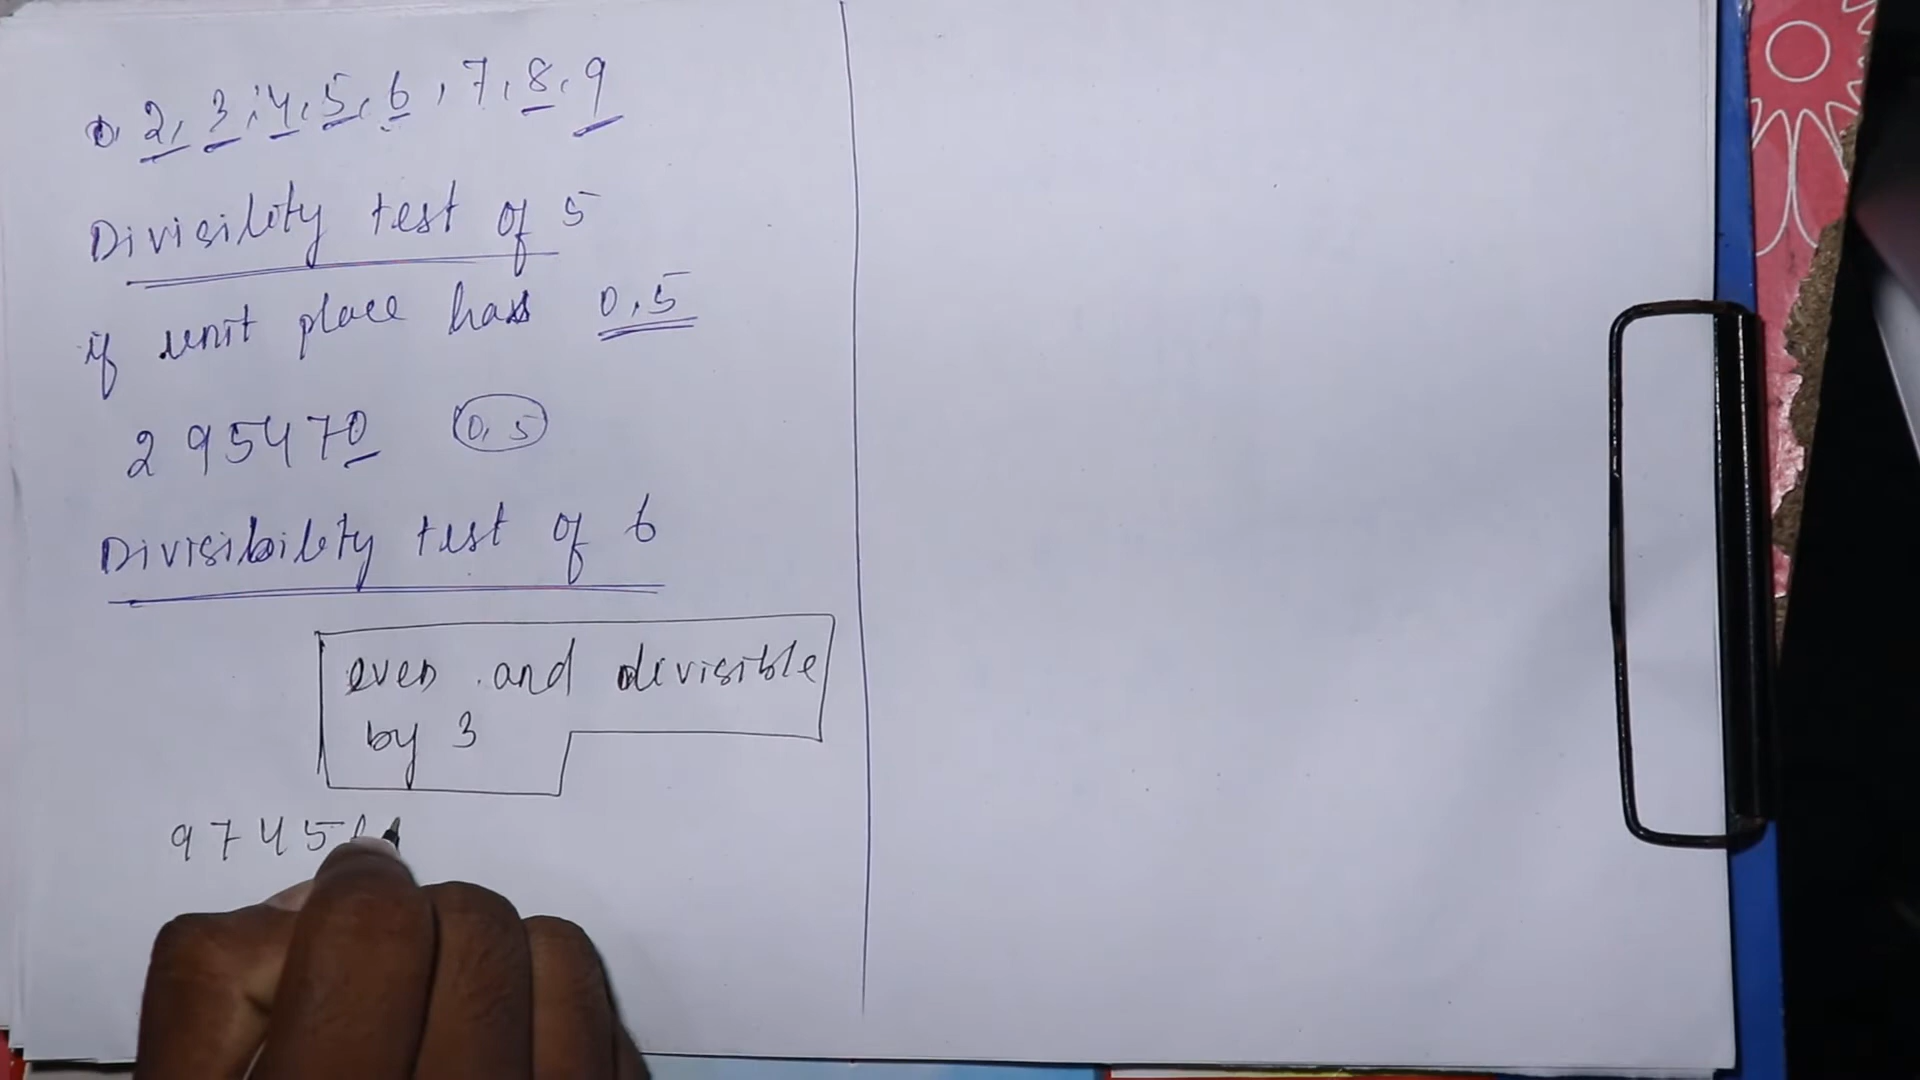 2, 3, 4, 5, 6, 7, 8, 9
Divisility test of 5
if unit place has 0, 5
295470 0, 5
Divisibility test of 6
even and divisible
by 3
9745